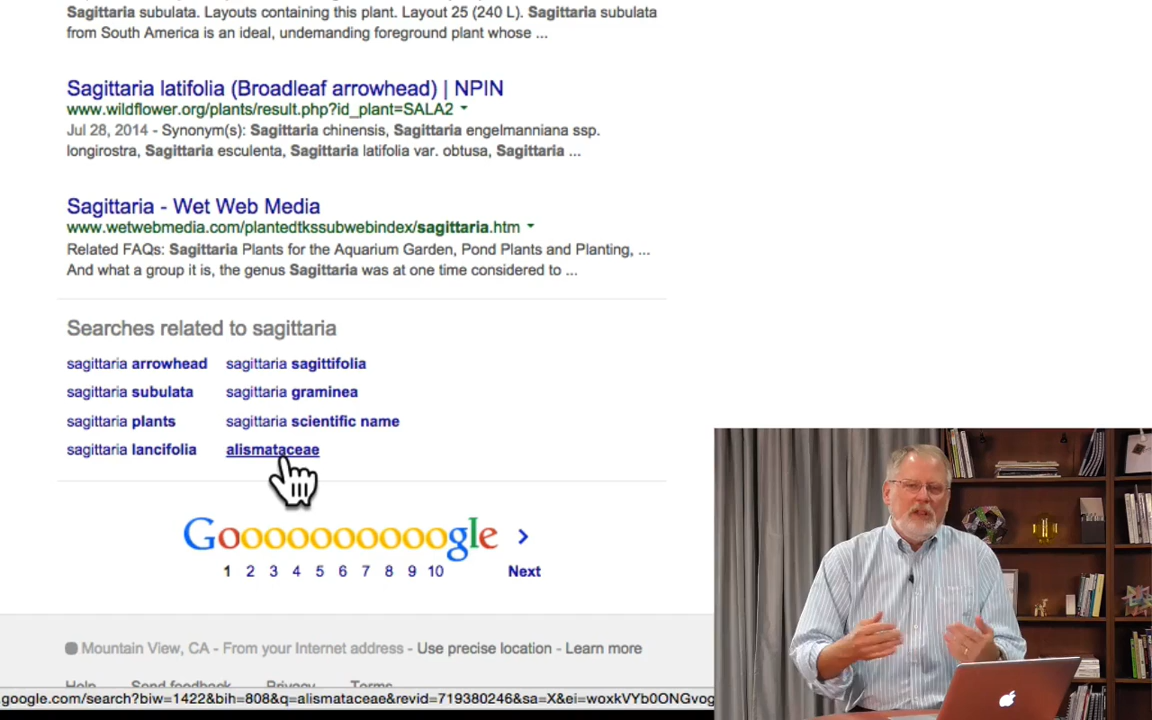 Sagittaria subulata. Layouts containing this plant. Layout 25 (240 L). Sagittaria subulata
from South America is an ideal, undemanding foreground plant whose ...
Sagittaria latifolia (Broadleaf arrowhead) | NPIN
www.wildflower.org/plants/result.php?id_plant=SALA2
Jul 28, 2014 - Synonym(s): Sagittaria chinensis, Sagittaria engelmanniana ssp.
longirostra, Sagittaria esculenta, Sagittaria latifolia var. obtusa, Sagittaria ...
Sagittaria - Wet Web Media
www.wetwebmedia.com/plantedtkssubwebindex/sagittaria.htm
Related FAQs: Sagittaria Plants for the Aquarium Garden, Pond Plants and Planting, ...
And what a group it is, the genus Sagittaria was at one time considered to ...
Searches related to sagittaria
sagittaria arrowhead sagittaria sagittifolia
sagittaria subulata sagittaria graminea
sagittaria plants sagittaria scientific name
sagittaria lancifolia alismataceae
Goooooooooogle >
1 2 3 4 5 6 7 8 9 10 Next
Mountain View, CA - From your Internet address - Use precise location - Learn more
Help Send feedback Privacy Terms
google.com/search?biw=1422&bih=808&q=alismataceae&revid=719380246&sa=X&ei=woxkVYb0ONGvog